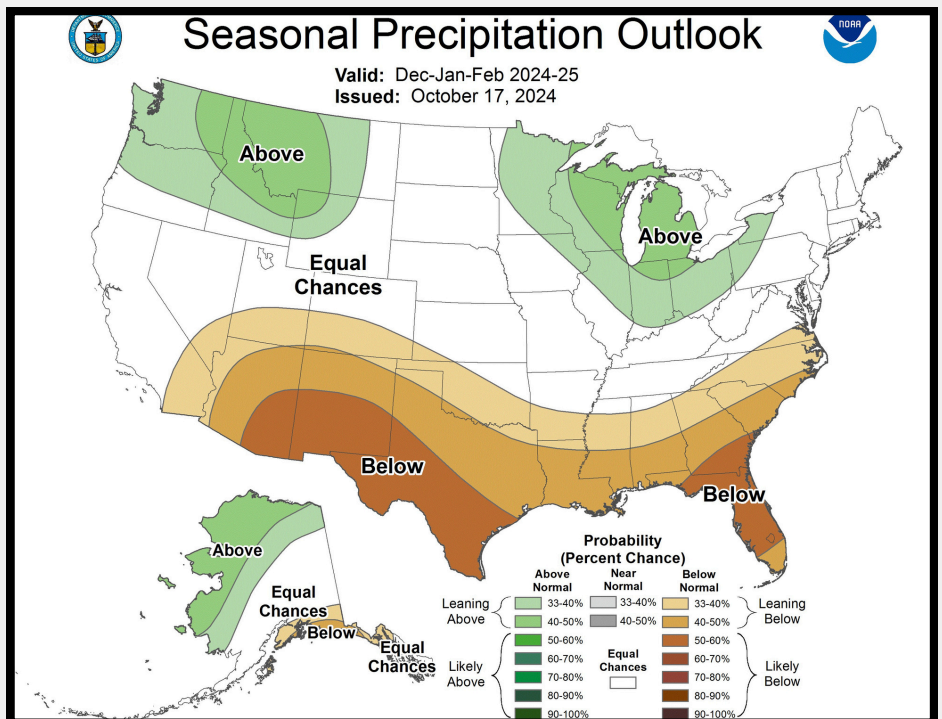 Seasonal Precipitation Outlook
NOAA
Valid: Dec-Jan-Feb 2024-25
Issued: October 17, 2024
Above
Above
Equal
Chances
Below
Below
Above
Equal
Chances
Below
Equal
Chances
Probability
(Percent Chance)
Above
Normal
Near
Normal
Below
Normal
Leaning
Above
33-40% 33-40% 33-40%
40-50% 40-50% 40-50%
Leaning
Below
Likely
Above
50-60% 50-60%
60-70% 60-70%
70-80% 70-80%
80-90% 80-90%
90-100% 90-100%
Equal
Chances
Likely
Below